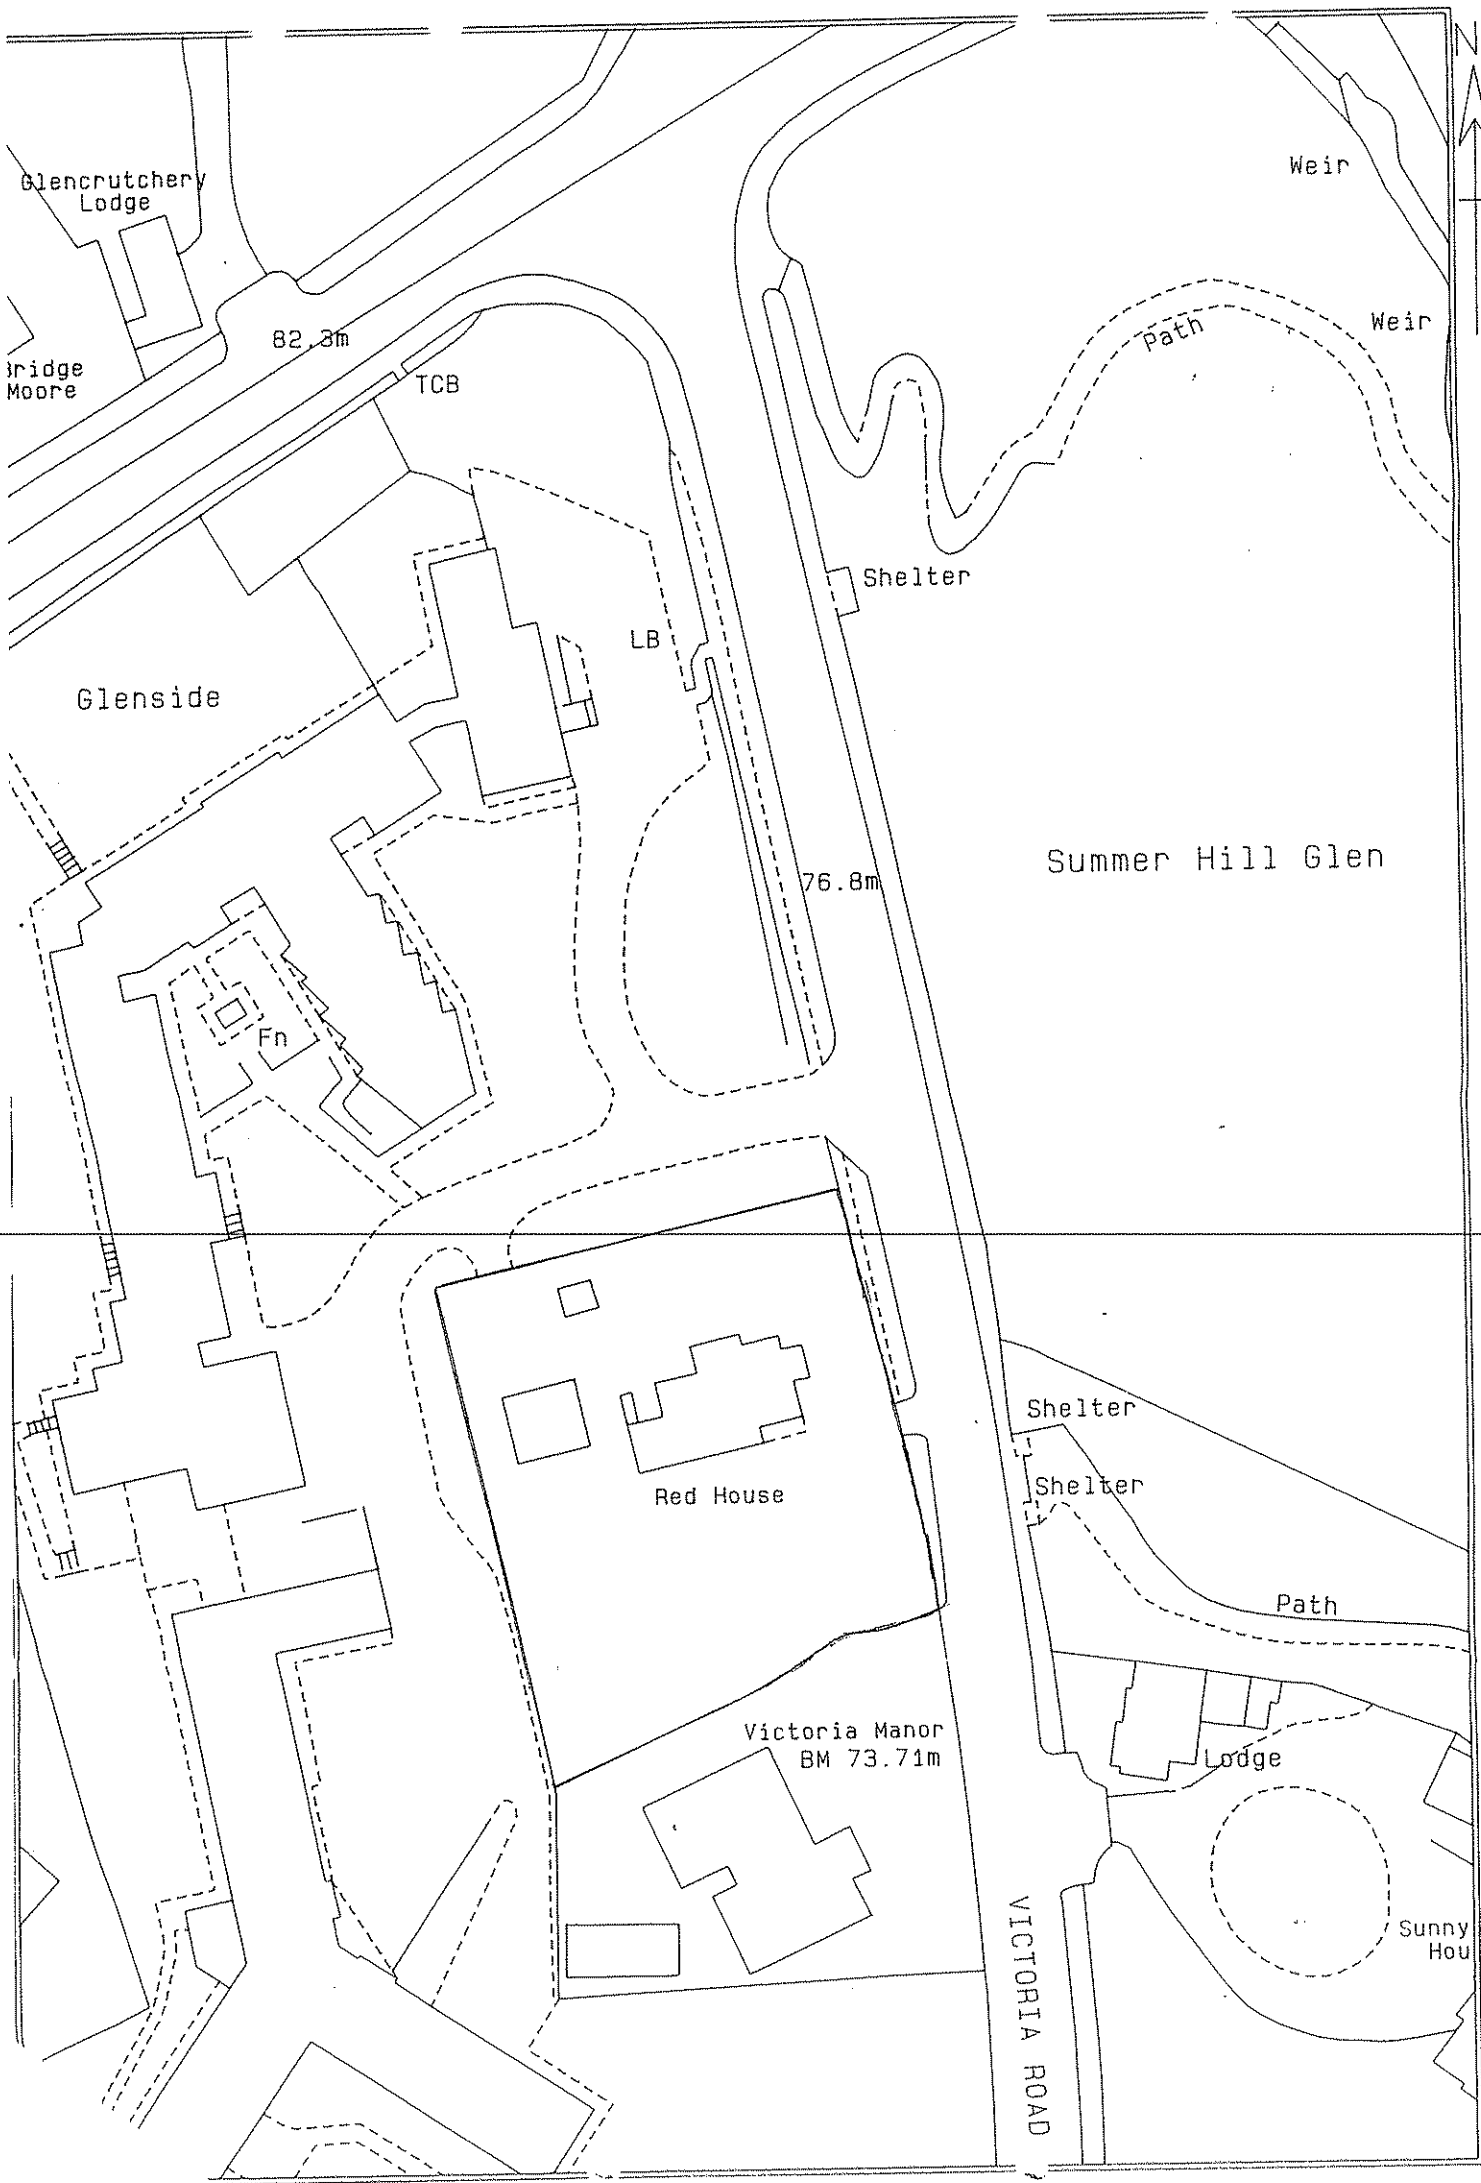 N
Weir
Glencrutchery
Lodge
82.3m
Path
Weir
Bridge
Moore
TCB
Shelter
LB
Glenside
Summer Hill Glen
76.8m
Fn
Shelter
Shelter
Red House
Path
Victoria Manor
BM 73.71m
Lodge
Sunny
Hou
VICTORIA ROAD